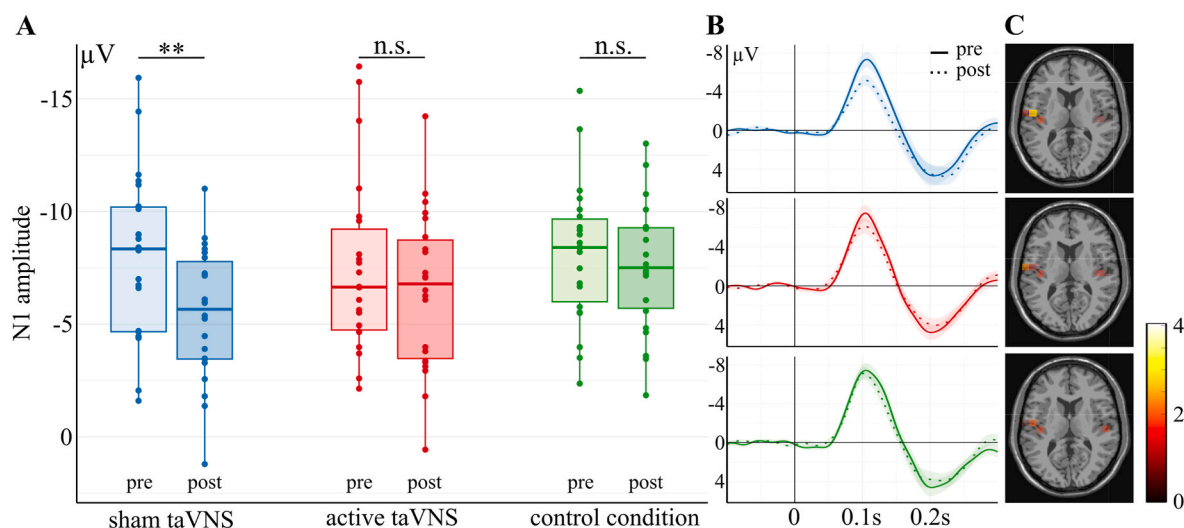 A
B
C
µV
**
n.s.
n.s.
N1 amplitude
-15
-10
-5
0
pre
post
pre
post
pre
post
sham taVNS
active taVNS
control condition
µV
pre
post
-8
-4
0
4
-8
-4
0
4
-8
-4
0
4
0
0.1s
0.2s
4
2
0